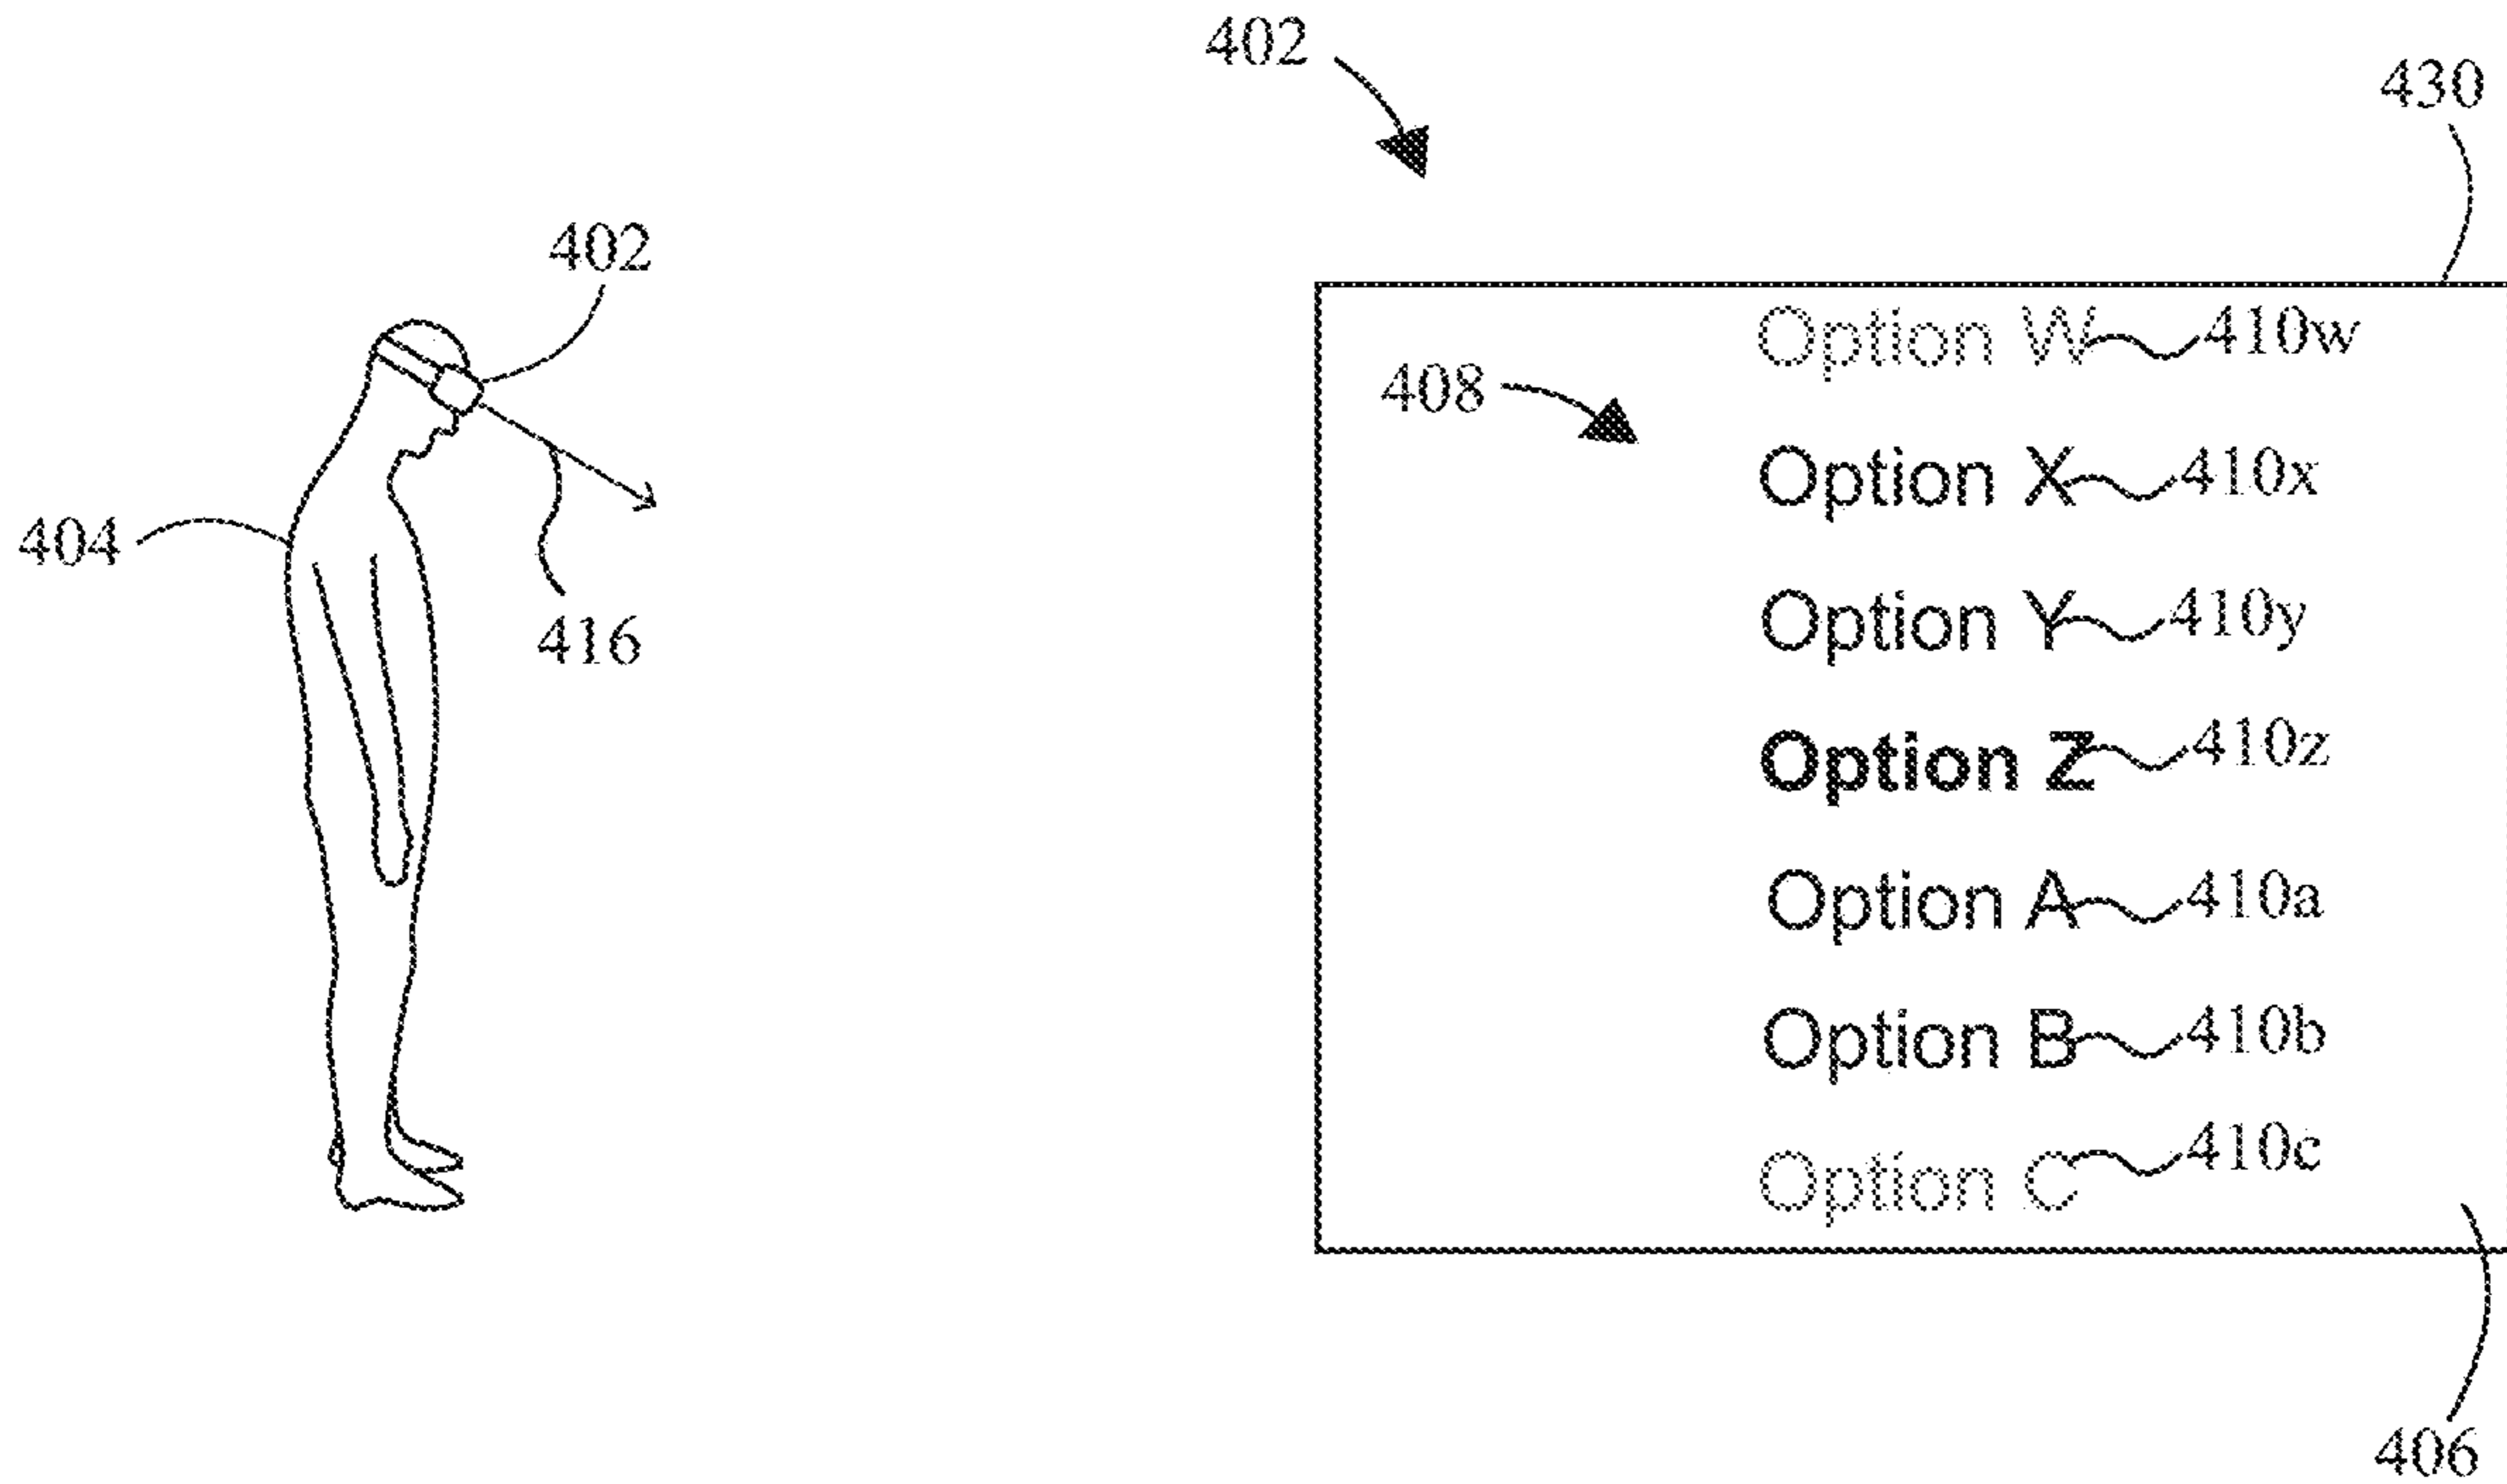 402
430
402
Option W 410w
408
Option X 410x
404
Option Y 410y
416
Option Z 410z
Option A 410a
Option B 410b
Option C 410c
406